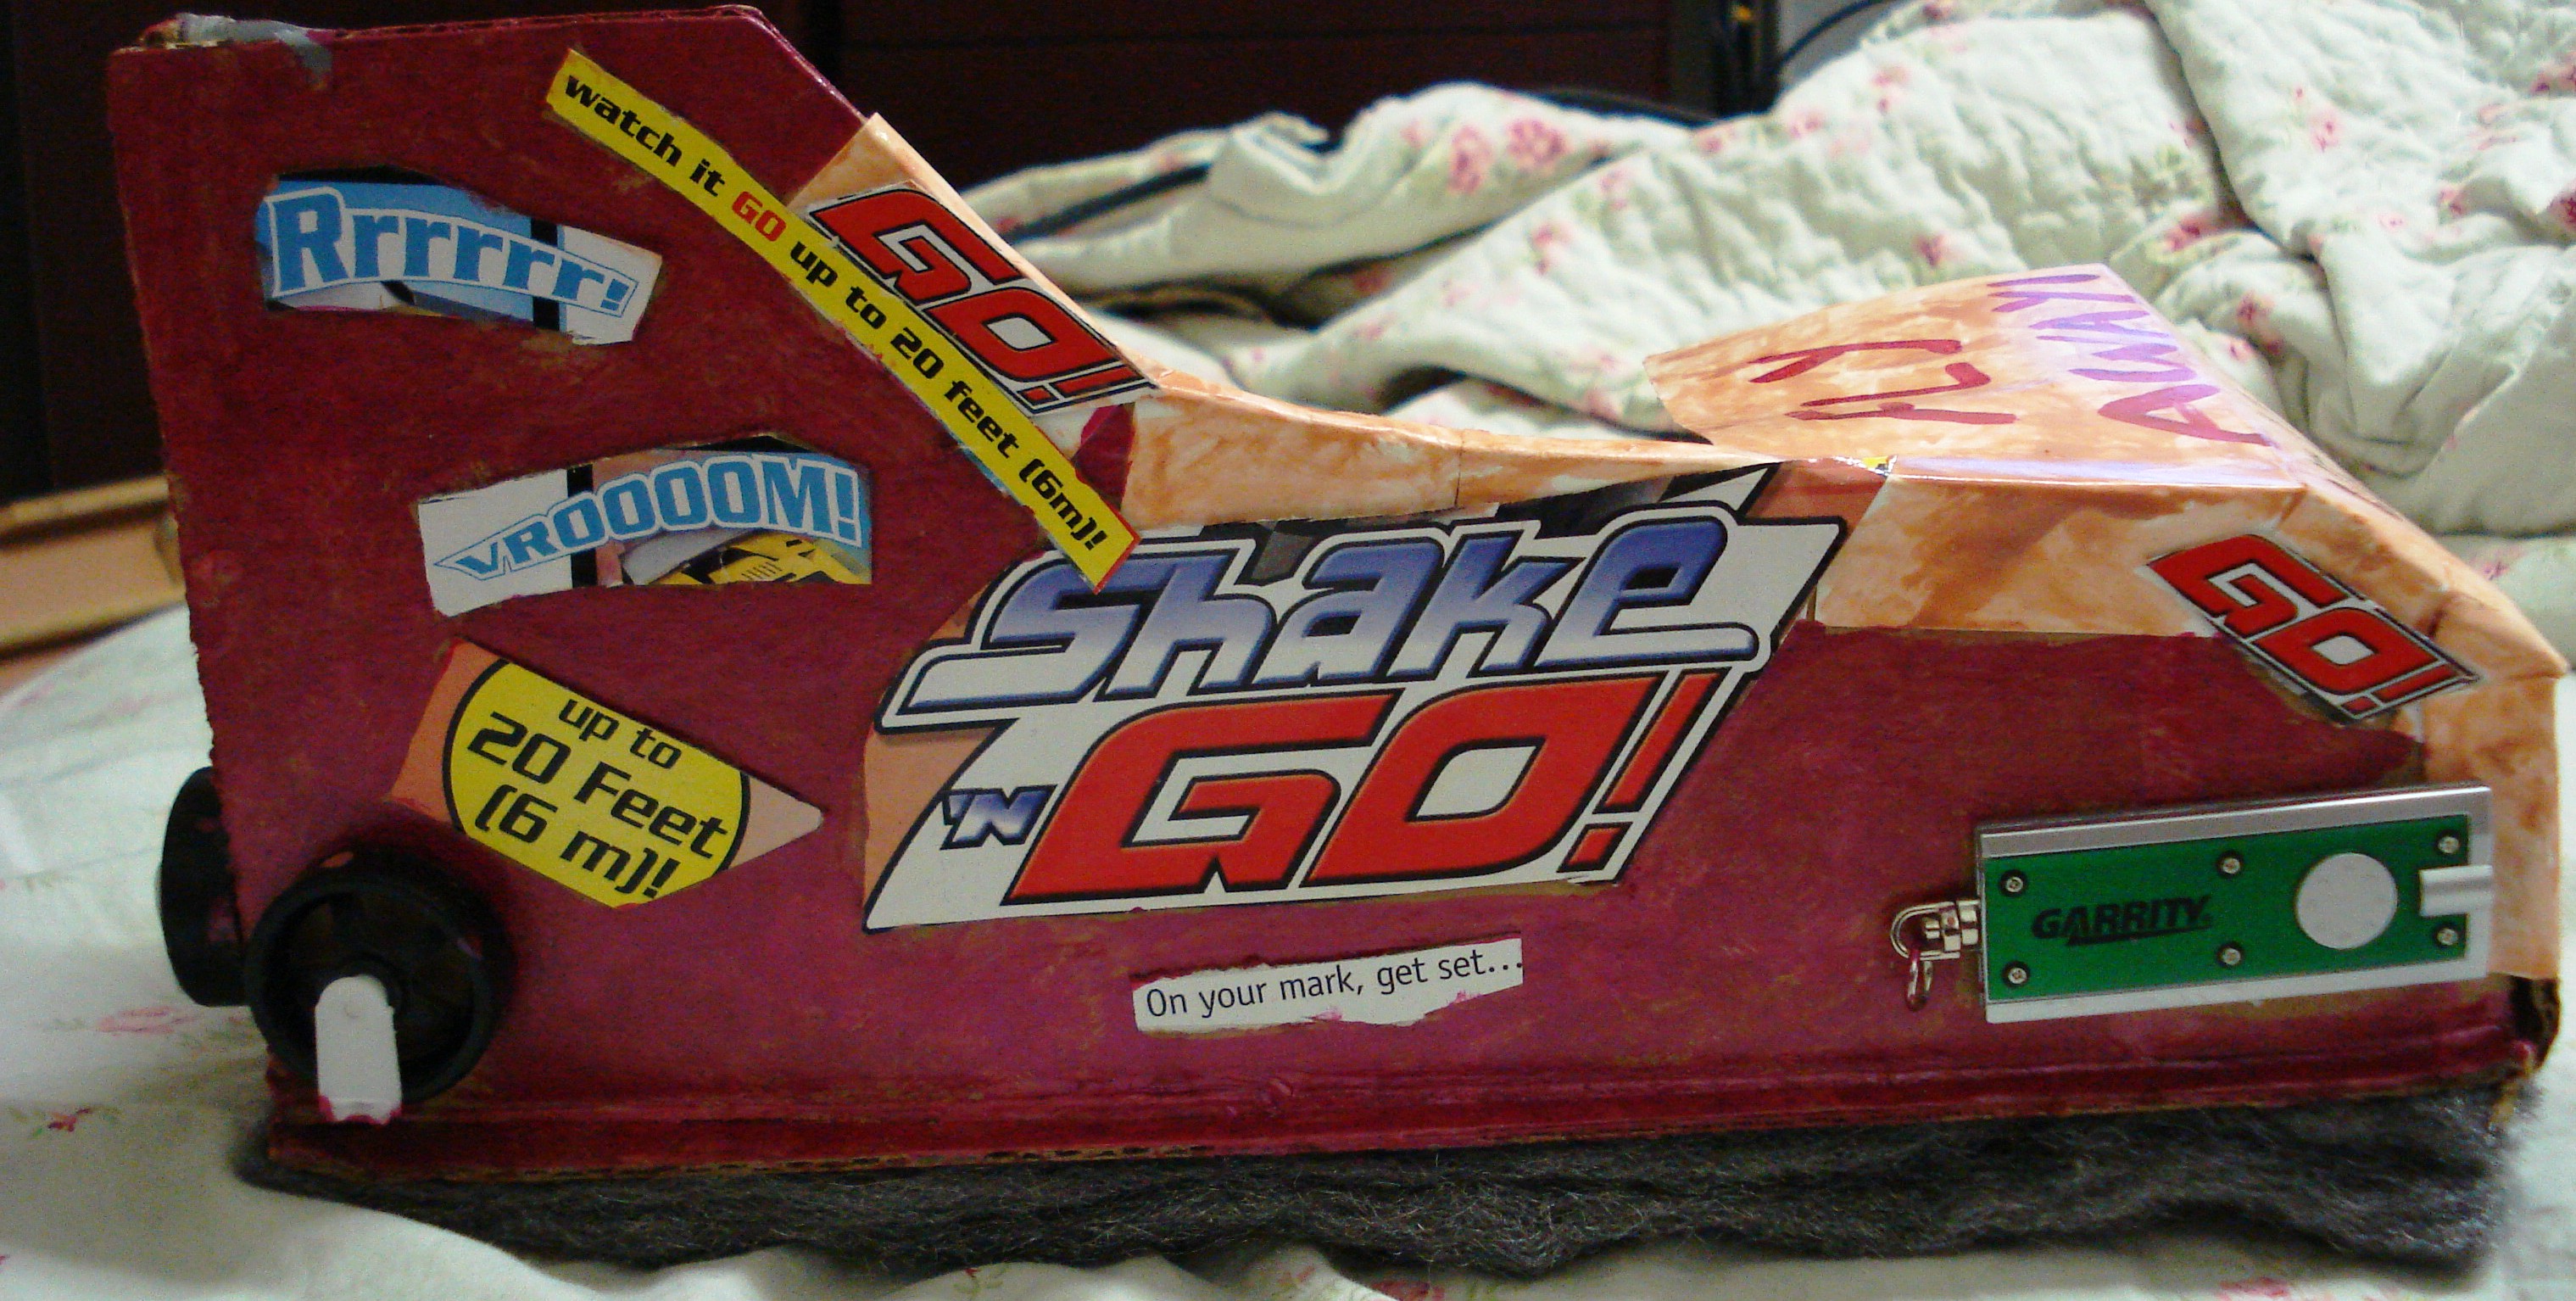 watch it GO up to 20 feet (6m)!
Rrrrrr!
GO!
FLY
AWAY
VROOOOM!
Shake
'N GO!
GO!
up to
20 Feet
(6 m)!
GARRITY
On your mark, get set...